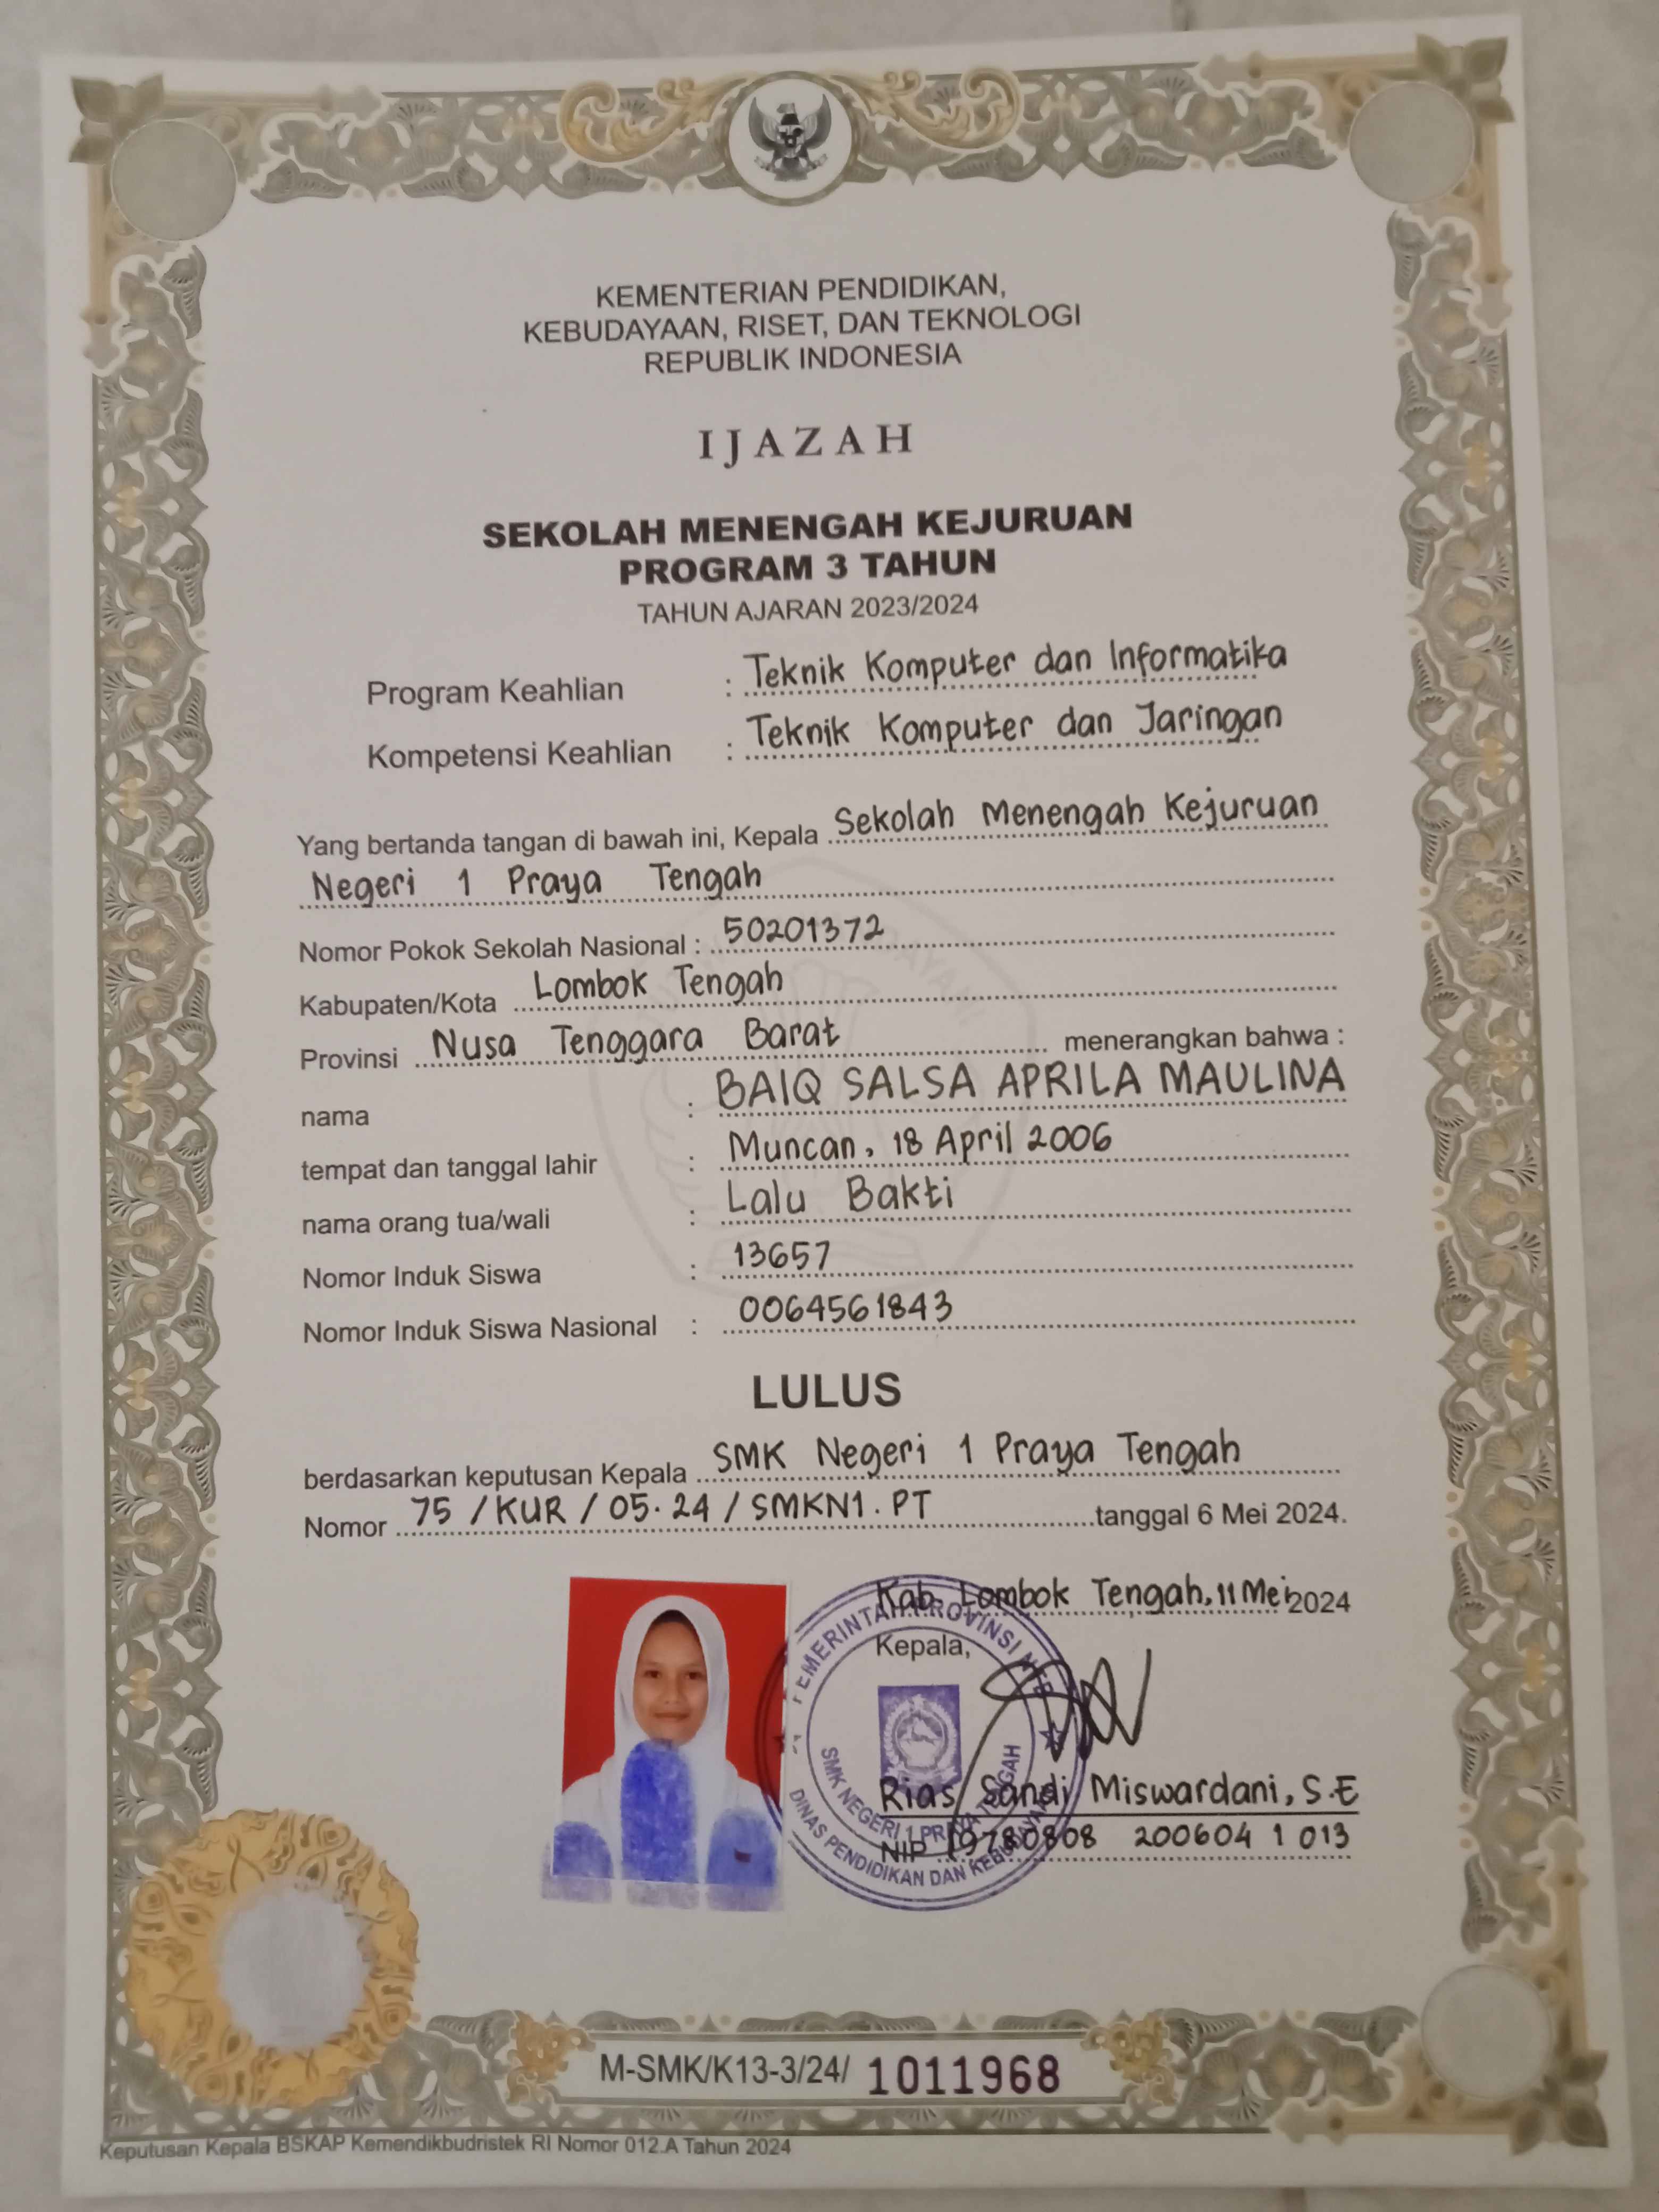 KEMENTERIAN PENDIDIKAN,
KEBUDAYAAN, RISET, DAN TEKNOLOGI
REPUBLIK INDONESIA
IJAZAH
SEKOLAH MENENGAH KEJURUAN
PROGRAM 3 TAHUN
TAHUN AJARAN 2023/2024
Program Keahlian : Teknik Komputer dan Informatika
Kompetensi Keahlian : Teknik Komputer dan Jaringan
Yang bertanda tangan di bawah ini, Kepala Sekolah Menengah Kejuruan
Negeri 1 Praya Tengah
Nomor Pokok Sekolah Nasional : 50201372
Kabupaten/Kota Lombok Tengah
Provinsi Nusa Tenggara Barat menerangkan bahwa :
nama : BAIQ SALSA APRILA MAULINA
tempat dan tanggal lahir : Muncan, 18 April 2006
nama orang tua/wali : Lalu Bakti
Nomor Induk Siswa : 13657
Nomor Induk Siswa Nasional : 0064561843
LULUS
berdasarkan keputusan Kepala SMK Negeri 1 Praya Tengah
Nomor 75 /KUR / 05.24 / SMKN1.PT tanggal 6 Mei 2024.
Kab. Lombok Tengah, 11 Mei 2024
Kepala,
PEMERINTAH PROVINSI NTB
SMK NEGERI 1 PRAYA TENGAH
DINAS PENDIDIKAN DAN KEBUDAYAAN
Rias Sandi Miswardani, S.E
NIP 19780808 200604 1 013
M-SMK/K13-3/24/ 1011968
Keputusan Kepala BSKAP Kemendikbudristek RI Nomor 012.A Tahun 2024